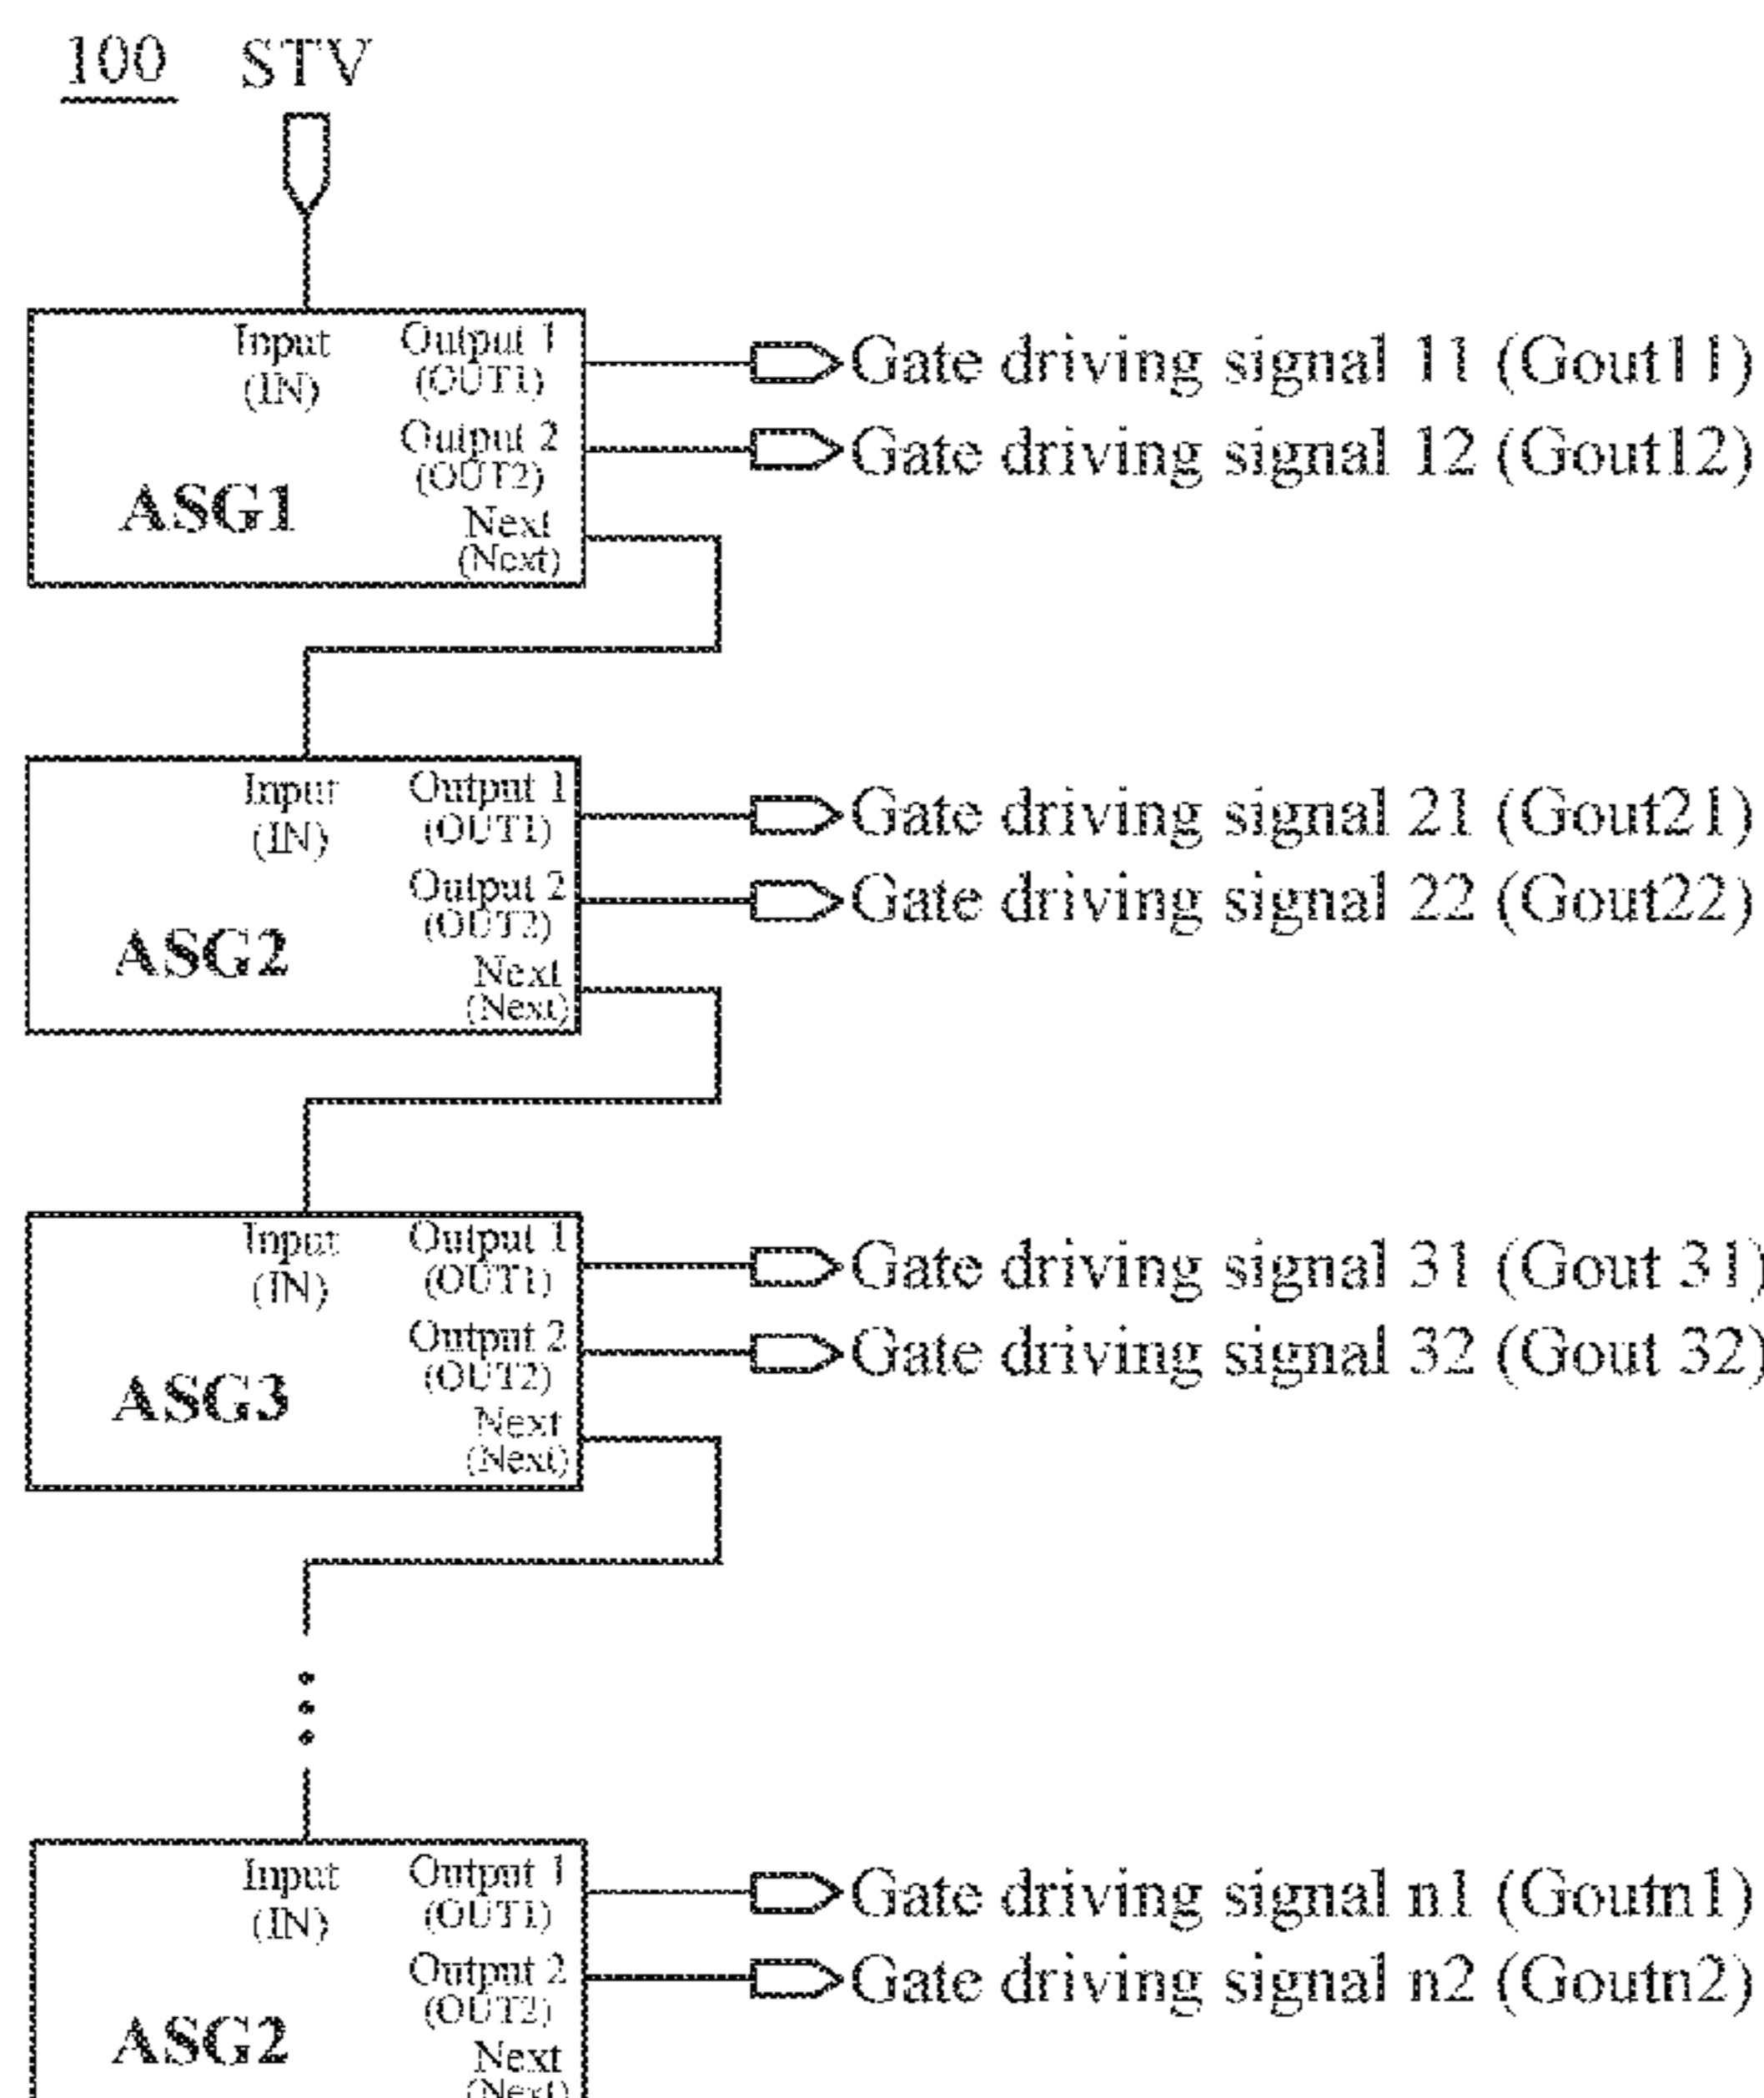 100 STV
Input Output 1
(IN) (OUT1)
Output 2
(OUT2)
ASG1
Next
(Next)
Gate driving signal 11 (Gout11)
Gate driving signal 12 (Gout12)
Input Output 1
(IN) (OUT1)
Output 2
(OUT2)
ASG2
Next
(Next)
Gate driving signal 21 (Gout21)
Gate driving signal 22 (Gout22)
Input Output 1
(IN) (OUT1)
Output 2
(OUT2)
ASG3
Next
(Next)
Gate driving signal 31 (Gout 31)
Gate driving signal 32 (Gout 32)
Input Output 1
(IN) (OUT1)
Output 2
(OUT2)
ASG2
Next
(Next)
Gate driving signal n1 (Goutn1)
Gate driving signal n2 (Goutn2)